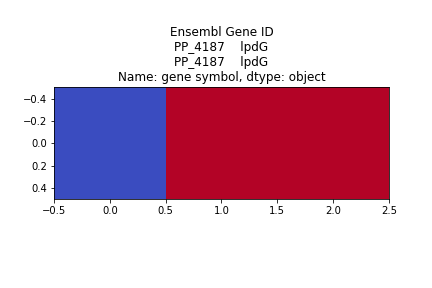 Ensembl Gene ID
PP_4187    lpdG
PP_4187    lpdG
Name: gene symbol, dtype: object
−0.4
−0.2
0.0
0.2
0.4
−0.5 0.0 0.5 1.0 1.5 2.0 2.5